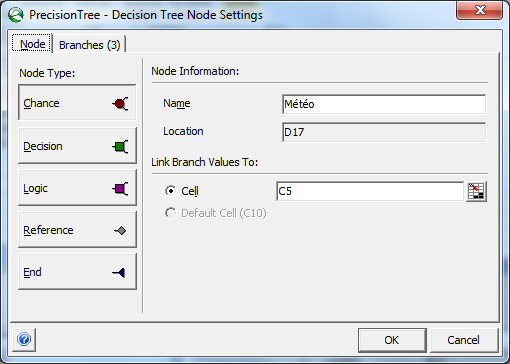 PrecisionTree - Decision Tree Node Settings
Node Branches (3)
Node Type:
Chance
Decision
Logic
Reference
End
Node Information:
Name Météo
Location D17
Link Branch Values To:
Cell C5
Default Cell (C10)
OK Cancel